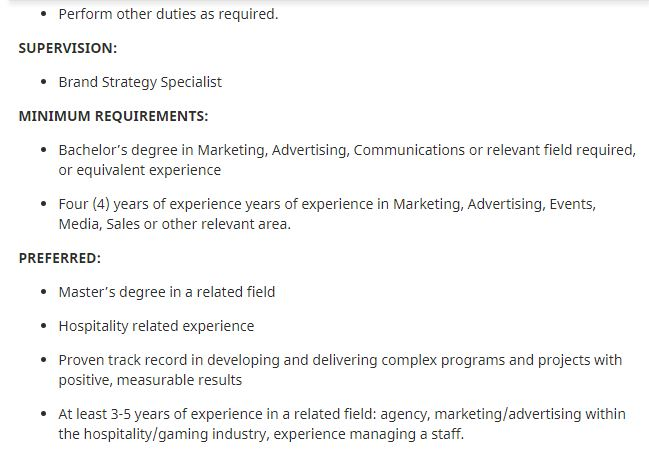 • Perform other duties as required.
SUPERVISION:
• Brand Strategy Specialist
MINIMUM REQUIREMENTS:
• Bachelor’s degree in Marketing, Advertising, Communications or relevant field required,
or equivalent experience
• Four (4) years of experience years of experience in Marketing, Advertising, Events,
Media, Sales or other relevant area.
PREFERRED:
• Master’s degree in a related field
• Hospitality related experience
• Proven track record in developing and delivering complex programs and projects with
positive, measurable results
• At least 3-5 years of experience in a related field: agency, marketing/advertising within
the hospitality/gaming industry, experience managing a staff.